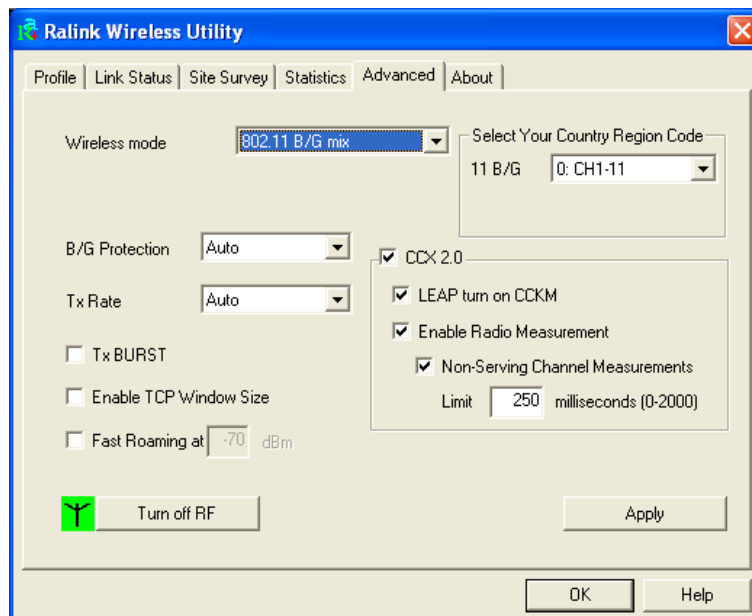 Ralink Wireless Utility
Profile Link Status Site Survey Statistics Advanced About
Wireless mode 802.11 B/G mix
Select Your Country Region Code
11 B/G 0: CH1-11
B/G Protection Auto
CCX 2.0
Tx Rate Auto
LEAP turn on CCKM
Enable Radio Measurement
Tx BURST
Non-Serving Channel Measurements
Enable TCP Window Size
Limit 250 milliseconds (0-2000)
Fast Roaming at -70 dBm
Turn off RF Apply
OK Help